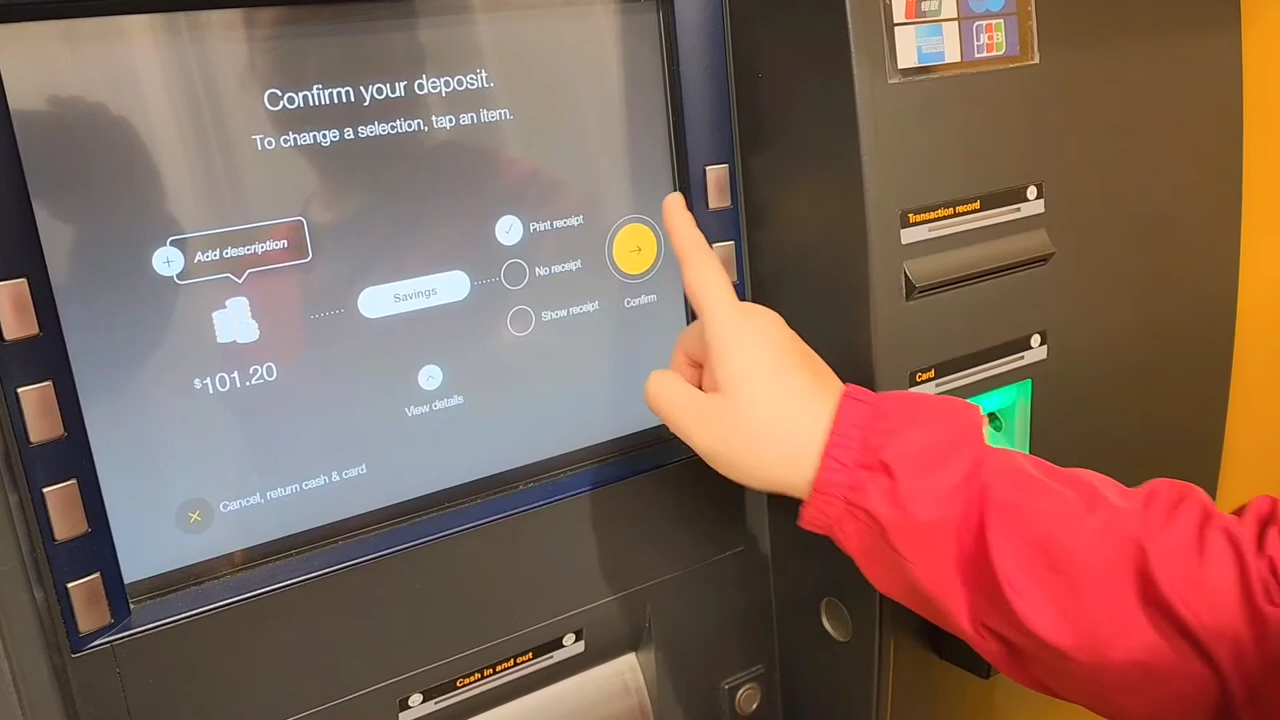 Confirm your deposit.
To change a selection, tap an item.
Add description
$101.20
Savings
Print receipt
No receipt
Show receipt
Confirm
View details
Cancel, return cash & card
JCB
Transaction record
Card
Cash in and out